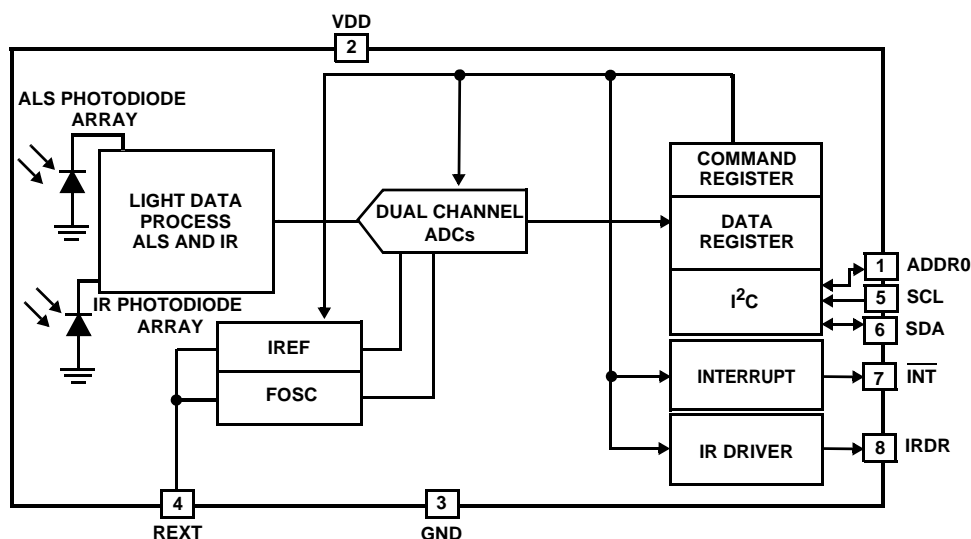 VDD
2
ALS PHOTODIODE
ARRAY
LIGHT DATA
PROCESS
ALS AND IR
DUAL CHANNEL
ADCs
COMMAND
REGISTER
DATA
REGISTER
I²C
1 ADDR0
5 SCL
6 SDA
IR PHOTODIODE
ARRAY
IREF
FOSC
INTERRUPT
7 INT
IR DRIVER
8 IRDR
4
REXT
3
GND